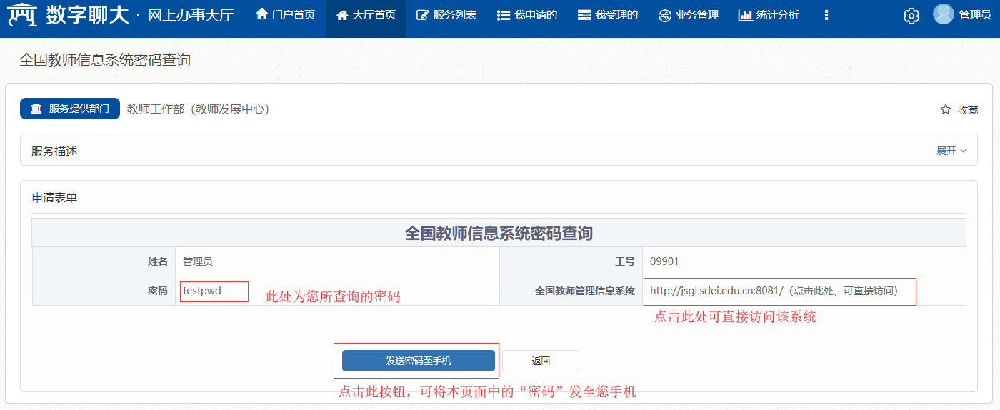 数字聊大 · 网上办事大厅 门户首页 大厅首页 服务列表 我申请的 我受理的 业务管理 统计分析 管理员
全国教师信息系统密码查询
服务提供部门 教师工作部（教师发展中心） 收藏
服务描述 展开
申请表单
全国教师信息系统密码查询
姓名 管理员 工号 09901
密码 testpwd 此处为您所查询的密码 全国教师管理信息系统 http://jsgl.sdei.edu.cn:8081/（点击此处，可直接访问）
点击此处可直接访问该系统
发送密码至手机 返回
点击此按钮，可将本页面中的“密码”发至您手机